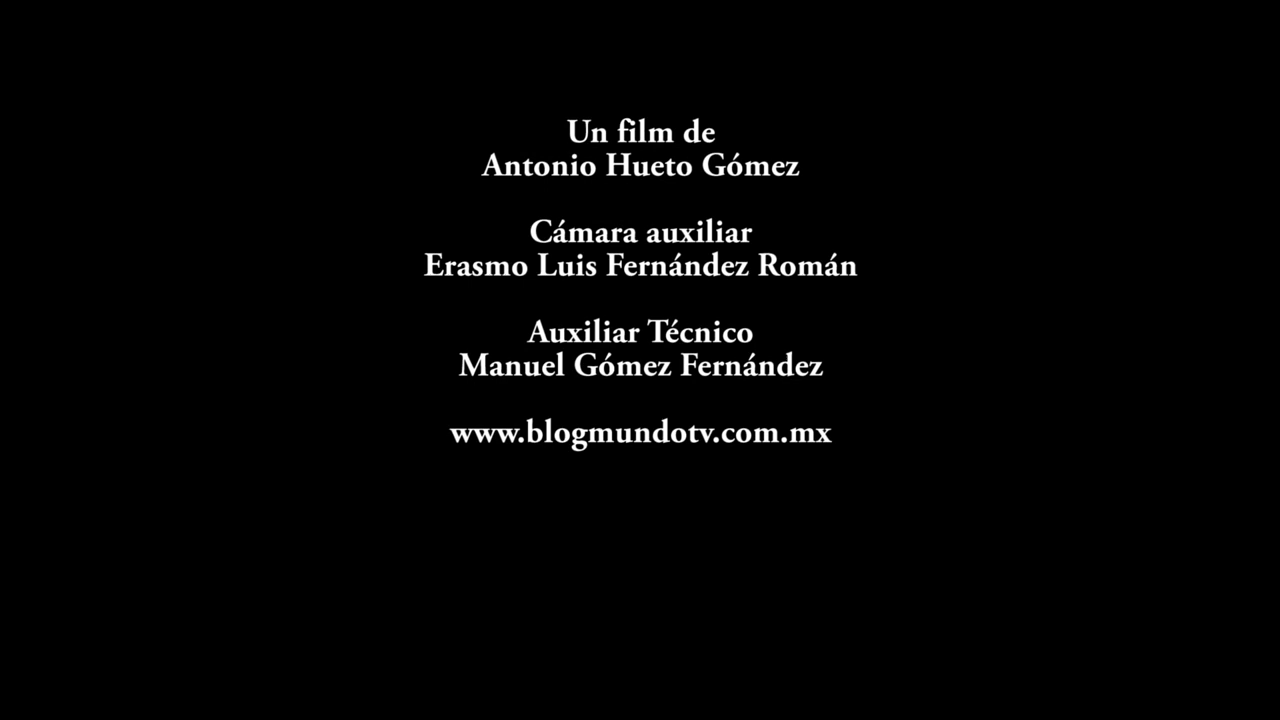 Un film de
Antonio Hueto Gómez
Cámara auxiliar
Erasmo Luis Fernández Román
Auxiliar Técnico
Manuel Gómez Fernández
www.blogmundotv.com.mx